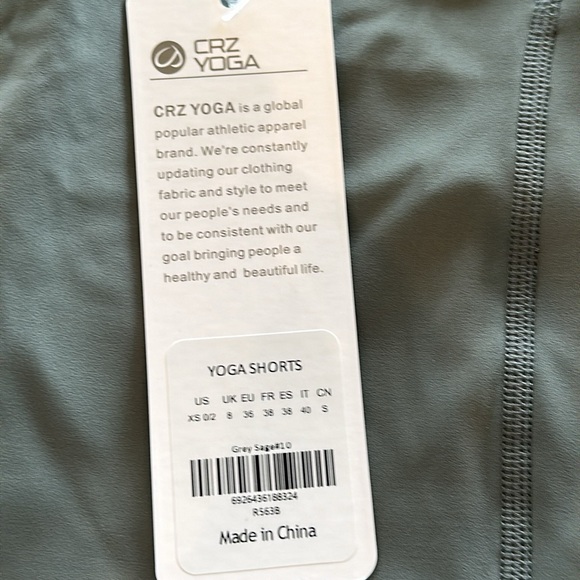 CRZ
YOGA
CRZ YOGA is a global
popular athletic apparel
brand. We're constantly
updating our clothing
fabric and style to meet
our people's needs and
to be consistent with our
goal bringing people a
healthy and beautiful life.
YOGA SHORTS
US UK EU FR ES IT CN
XS 0/2 8 36 38 38 40 S
Grey Sage#10
6926436188324
R563B
Made in China